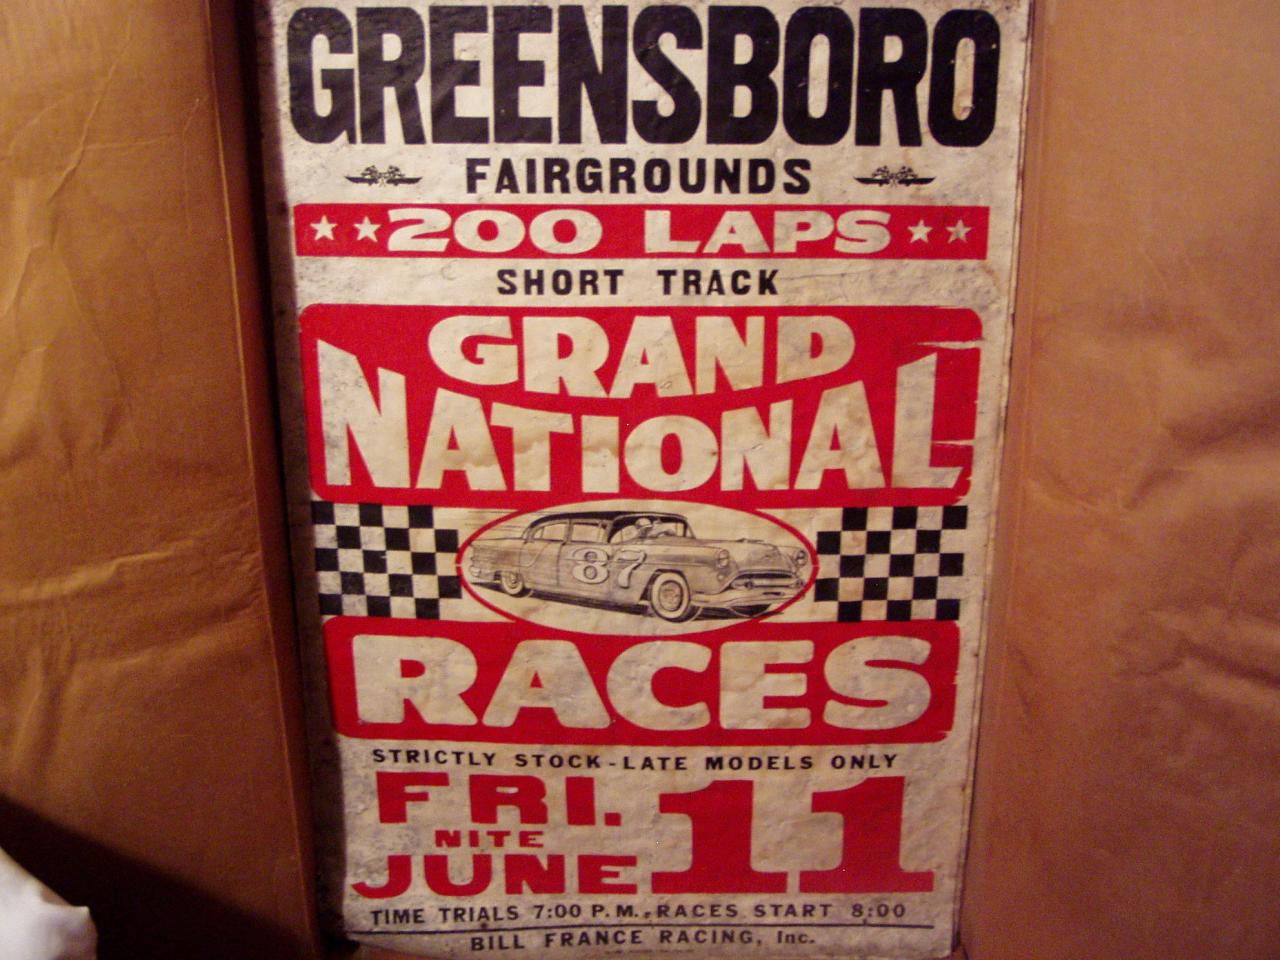 GREENSBORO
FAIRGROUNDS
200 LAPS
SHORT TRACK
GRAND
NATIONAL
87
RACES
STRICTLY STOCK-LATE MODELS ONLY
FRI. 11
NITE
JUNE
TIME TRIALS 7:00 P.M., RACES START 8:00
BILL FRANCE RACING, Inc.